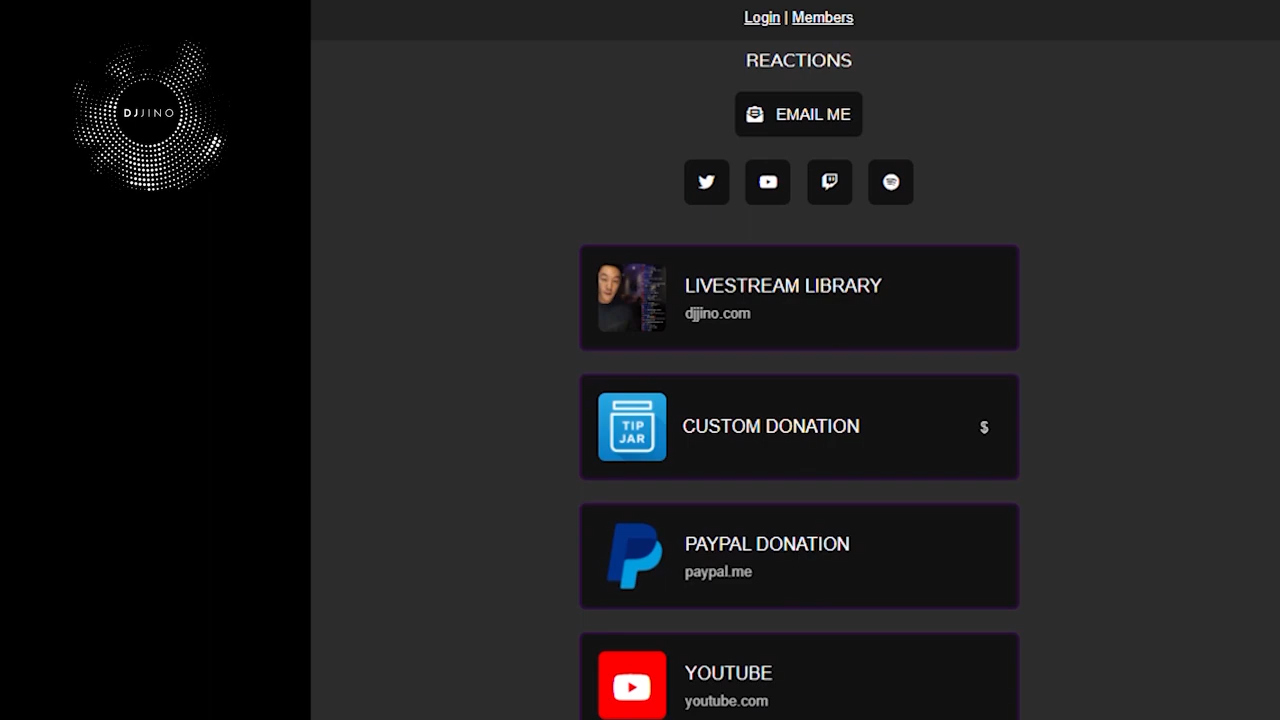 Login | Members
DJJINO
REACTIONS
EMAIL ME
LIVESTREAM LIBRARY
djjino.com
TIP
JAR
CUSTOM DONATION
$
PAYPAL DONATION
paypal.me
YOUTUBE
youtube.com